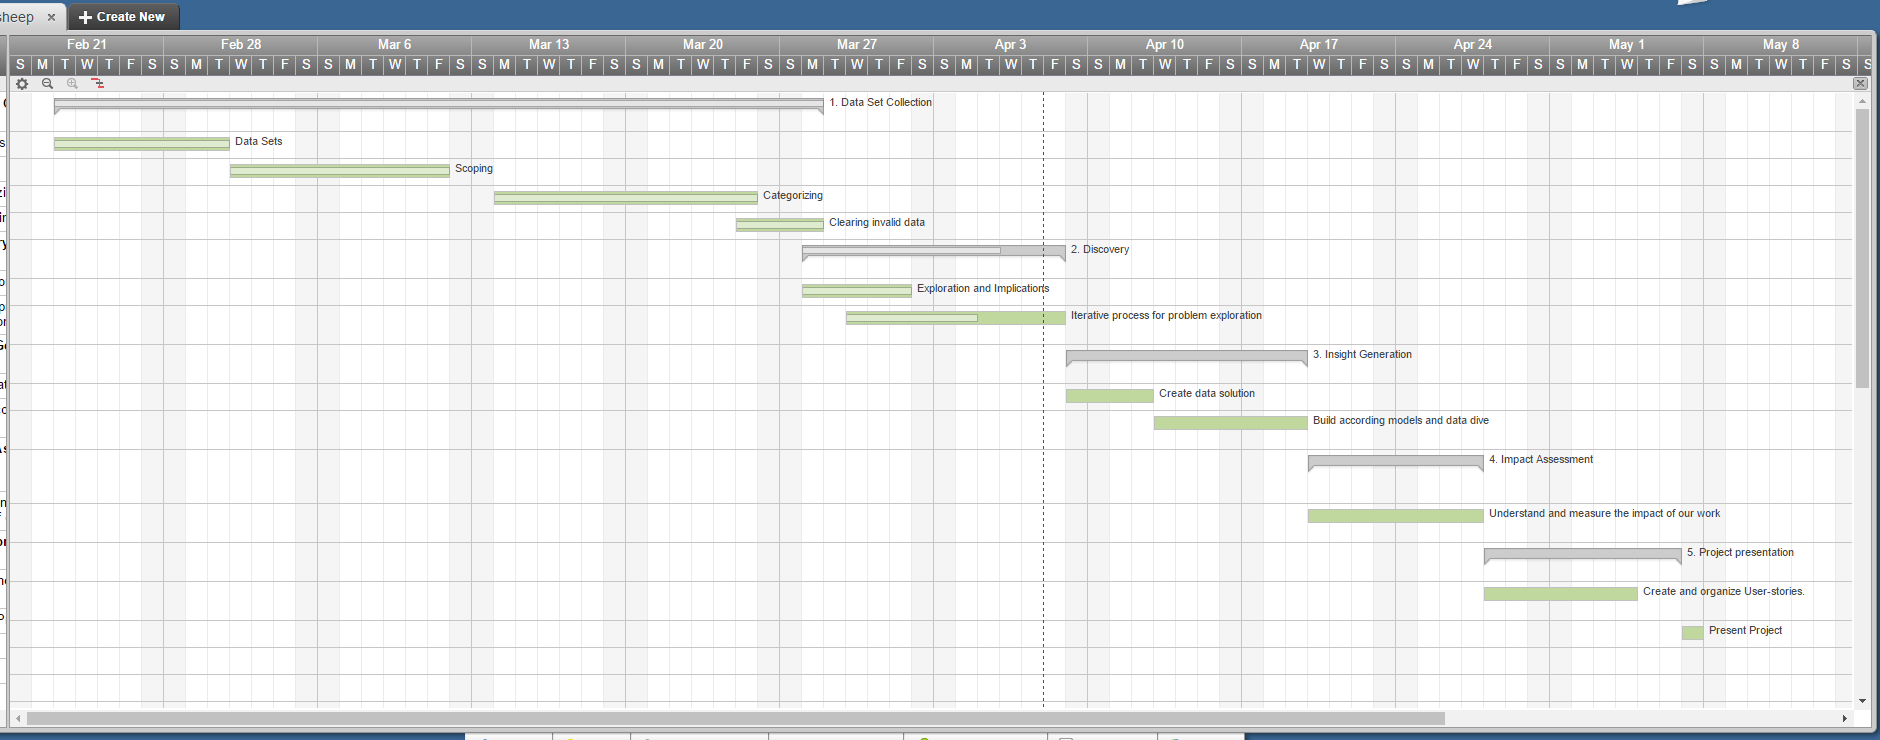 sheep × Create New
Feb 21 Feb 28 Mar 6 Mar 13 Mar 20 Mar 27 Apr 3 Apr 10 Apr 17 Apr 24 May 1 May 8
S M T W T F S S M T W T F S S M T W T F S S M T W T F S S M T W T F S S M T W T F S S M T W T F S S M T W T F S S M T W T F S S M T W T F S S M T W T F S S M T W T F S S
1. Data Set Collection
Data Sets
Scoping
Categorizing
Clearing invalid data
2. Discovery
Exploration and Implications
Iterative process for problem exploration
3. Insight Generation
Create data solution
Build according models and data dive
4. Impact Assessment
Understand and measure the impact of our work
5. Project presentation
Create and organize User-stories.
Present Project